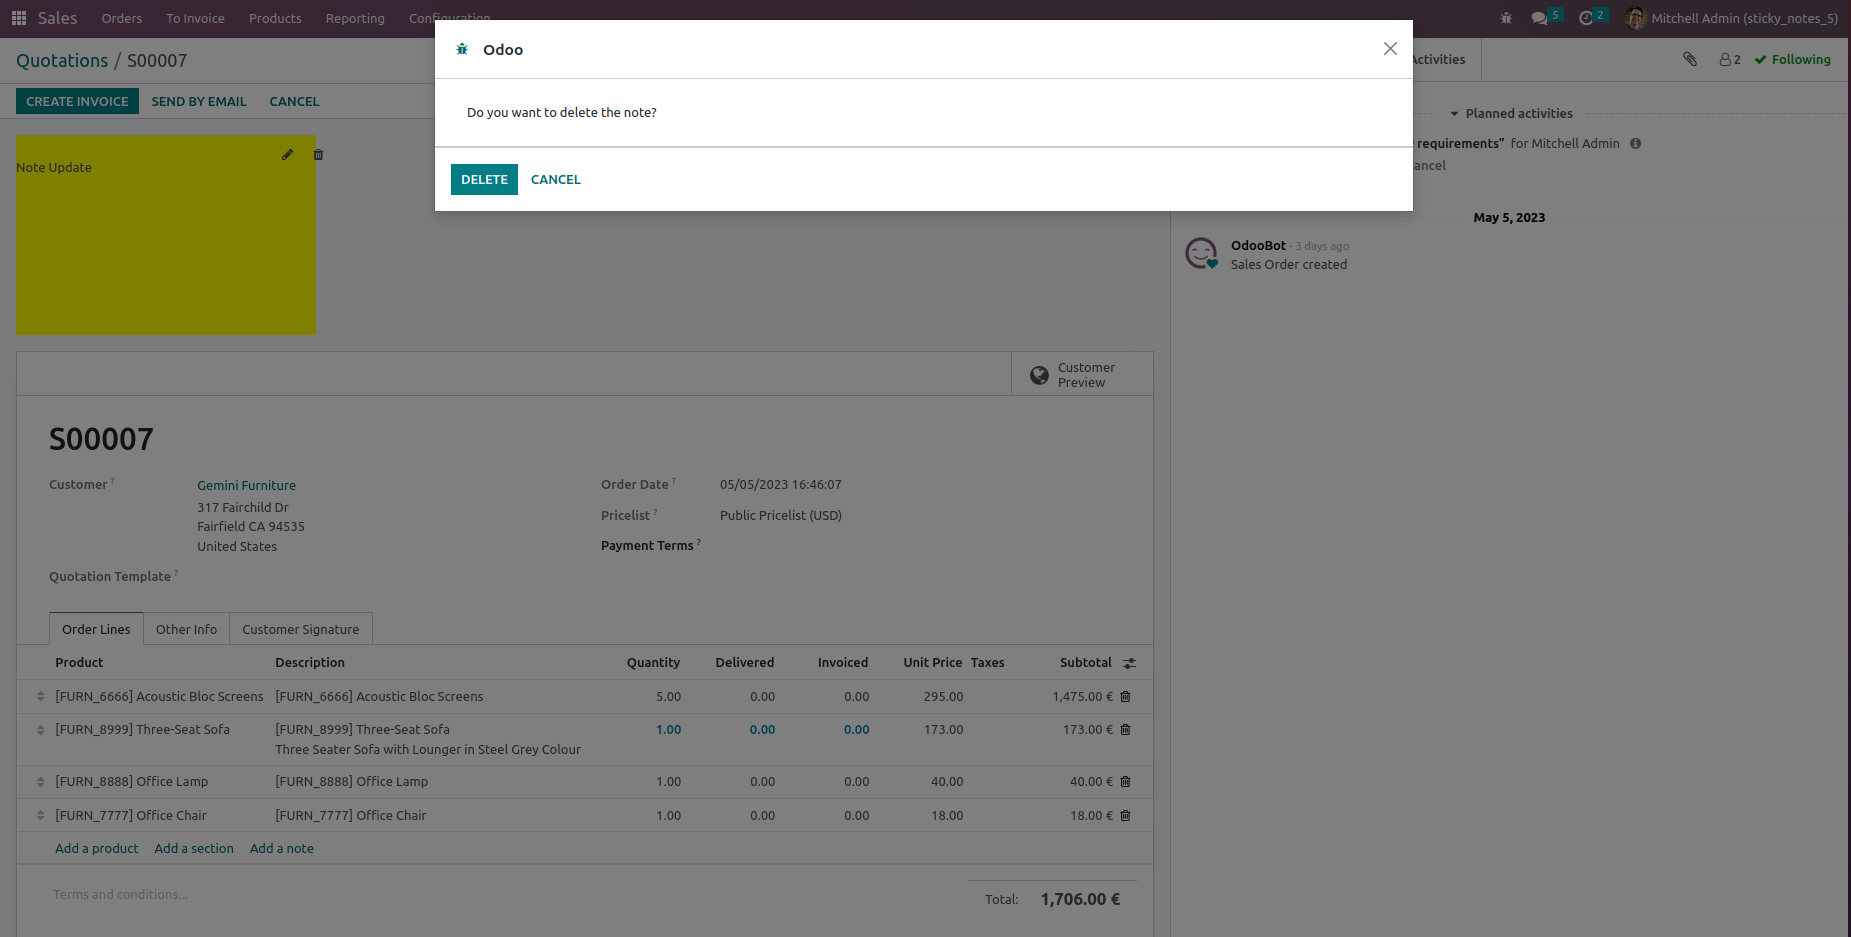 Sales Orders To Invoice Products Reporting Configuration 5 2 Mitchell Admin (sticky_notes_5)
Odoo
Do you want to delete the note?
DELETE CANCEL
Quotations / S00007
Activities 2 Following
CREATE INVOICE SEND BY EMAIL CANCEL
Note Update
Planned activities
requirements” for Mitchell Admin
ancel
May 5, 2023
OdooBot - 3 days ago
Sales Order created
Customer
Preview
S00007
Customer ? Gemini Furniture
317 Fairchild Dr
Fairfield CA 94535
United States
Quotation Template ?
Order Date ? 05/05/2023 16:46:07
Pricelist ? Public Pricelist (USD)
Payment Terms ?
Order Lines Other Info Customer Signature
Product Description Quantity Delivered Invoiced Unit Price Taxes Subtotal
[FURN_6666] Acoustic Bloc Screens [FURN_6666] Acoustic Bloc Screens 5.00 0.00 0.00 295.00 1,475.00 €
[FURN_8999] Three-Seat Sofa [FURN_8999] Three-Seat Sofa 1.00 0.00 0.00 173.00 173.00 €
Three Seater Sofa with Lounger in Steel Grey Colour
[FURN_8888] Office Lamp [FURN_8888] Office Lamp 1.00 0.00 0.00 40.00 40.00 €
[FURN_7777] Office Chair [FURN_7777] Office Chair 1.00 0.00 0.00 18.00 18.00 €
Add a product Add a section Add a note
Terms and conditions...
Total: 1,706.00 €